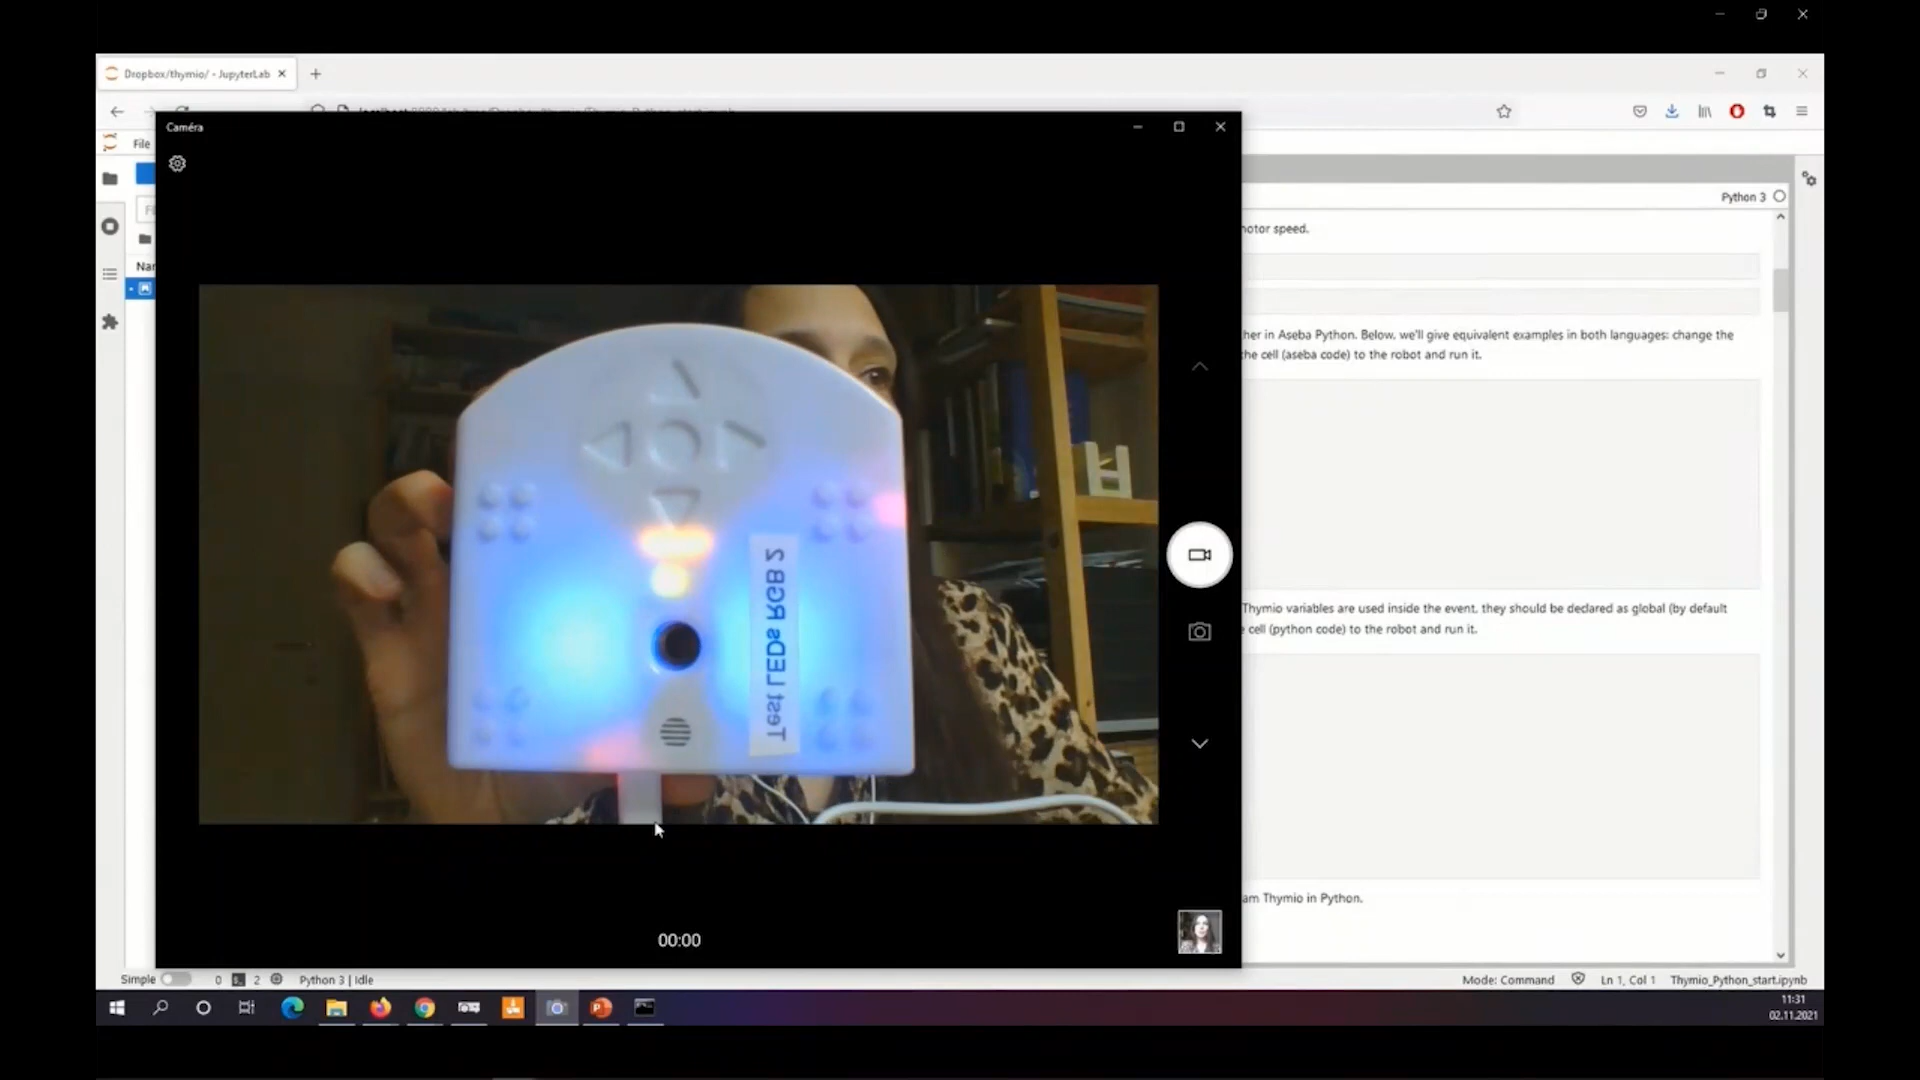 Dropbox/thymio/ - JupyterLab
Caméra
File
Python 3
motor speed.
her in Aseba Python. Below, we'll give equivalent examples in both languages: change the
the cell (aseba code) to the robot and run it.
Test LEDs RGB 2
Thymio variables are used inside the event, they should be declared as global (by default
cell (python code) to the robot and run it.
am Thymio in Python.
00:00
Simple
0
2
Python 3 | Idle
Mode: Command
Ln 1, Col 1
Thymio_Python_start.ipynb
11:31
02.11.2021